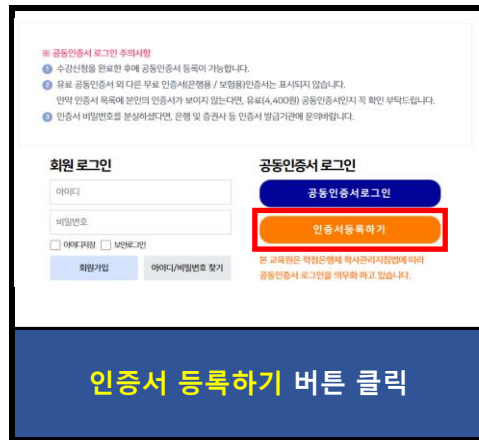 ※ 공동인증서 로그인 주의사항
1 수강신청을 완료한 후에 공동인증서 등록이 가능합니다.
2 유료 공동인증서 외 다른 무료 인증서(은행용 / 보험용)인증서는 표시되지 않습니다.
만약 인증서 목록에 본인의 인증서가 보이지 않는다면, 유료(4,400원) 공동인증서인지 꼭 확인 부탁드립니다.
3 인증서 비밀번호를 분실하셨다면, 은행 및 증권사 등 인증서 발급기관에 문의바랍니다.
회원 로그인
아이디
비밀번호
아이디저장 보안로그인
회원가입 아이디/비밀번호 찾기
공동인증서 로그인
공동인증서로그인
인증서등록하기
본 교육원은 학점은행제 학사관리지침법에 따라
공동인증서 로그인을 의무화 하고 있습니다.
인증서 등록하기 버튼 클릭